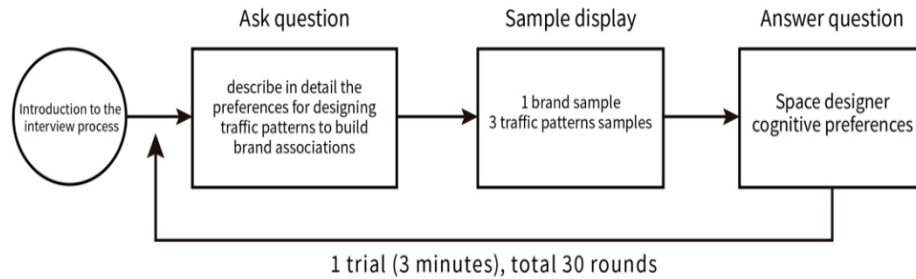 Ask question
Sample display
Answer question
Introduction to the
interview process
describe in detail the
preferences for designing
traffic patterns to build
brand associations
1 brand sample
3 traffic patterns samples
Space designer
cognitive preferences
1 trial (3 minutes), total 30 rounds